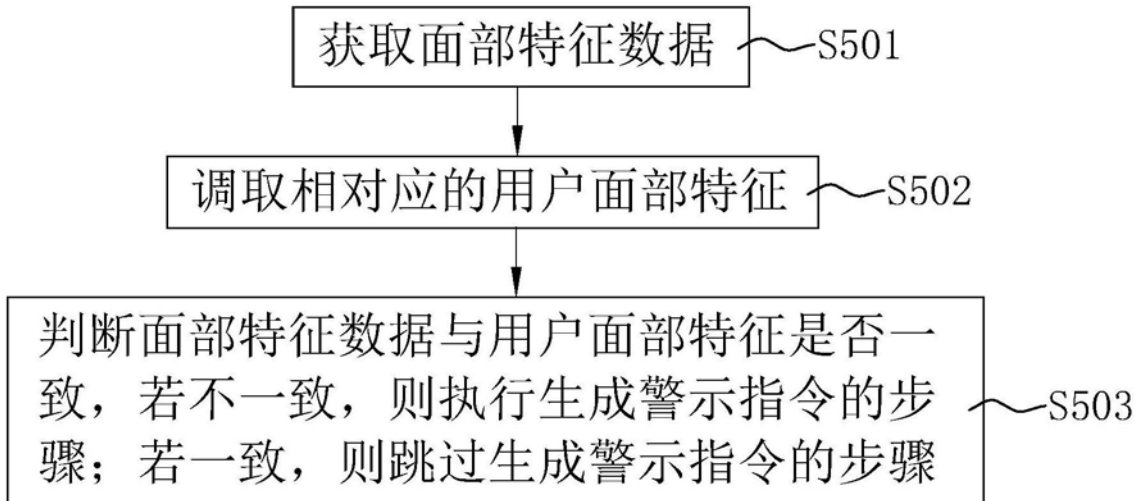 获取面部特征数据 S501
调取相对应的用户面部特征 S502
判断面部特征数据与用户面部特征是否一
致，若不一致，则执行生成警示指令的步
骤；若一致，则跳过生成警示指令的步骤
S503